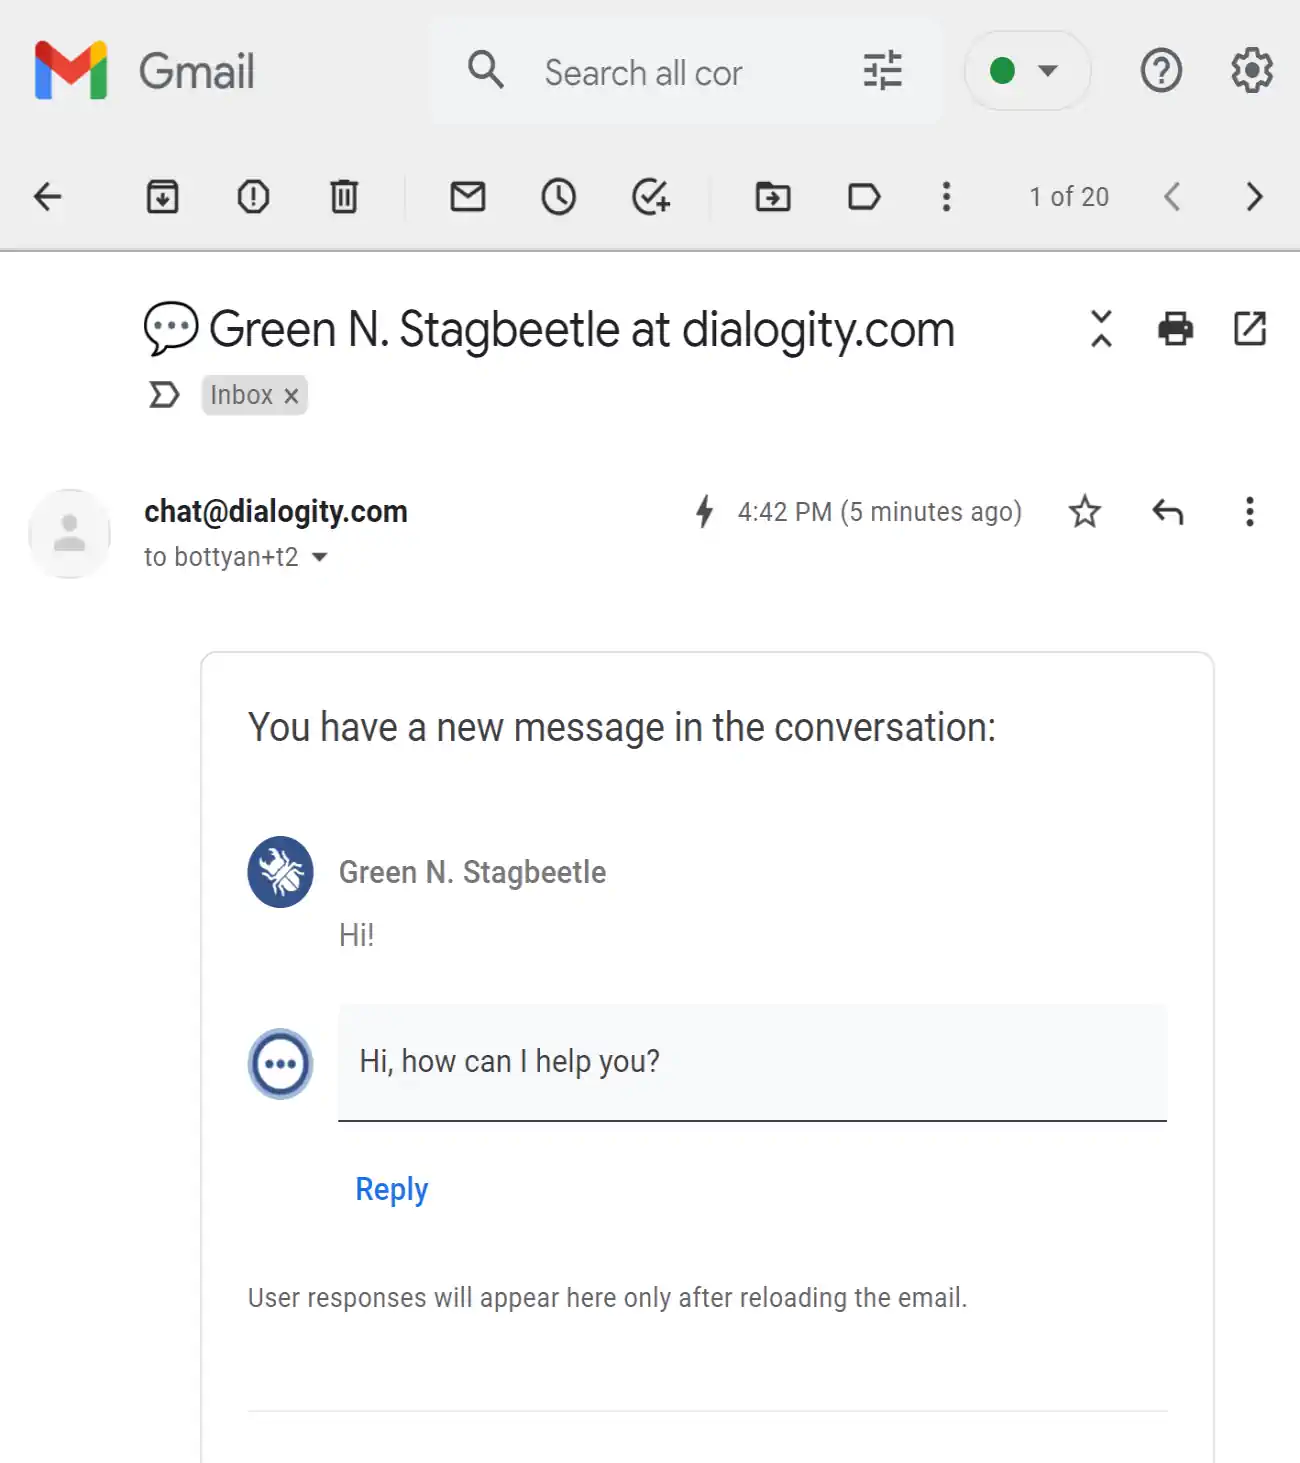 Gmail
Search all cor
1 of 20
Green N. Stagbeetle at dialogity.com
Inbox ×
chat@dialogity.com
4:42 PM (5 minutes ago)
to bottyan+t2
You have a new message in the conversation:
Green N. Stagbeetle
Hi!
Hi, how can I help you?
Reply
User responses will appear here only after reloading the email.